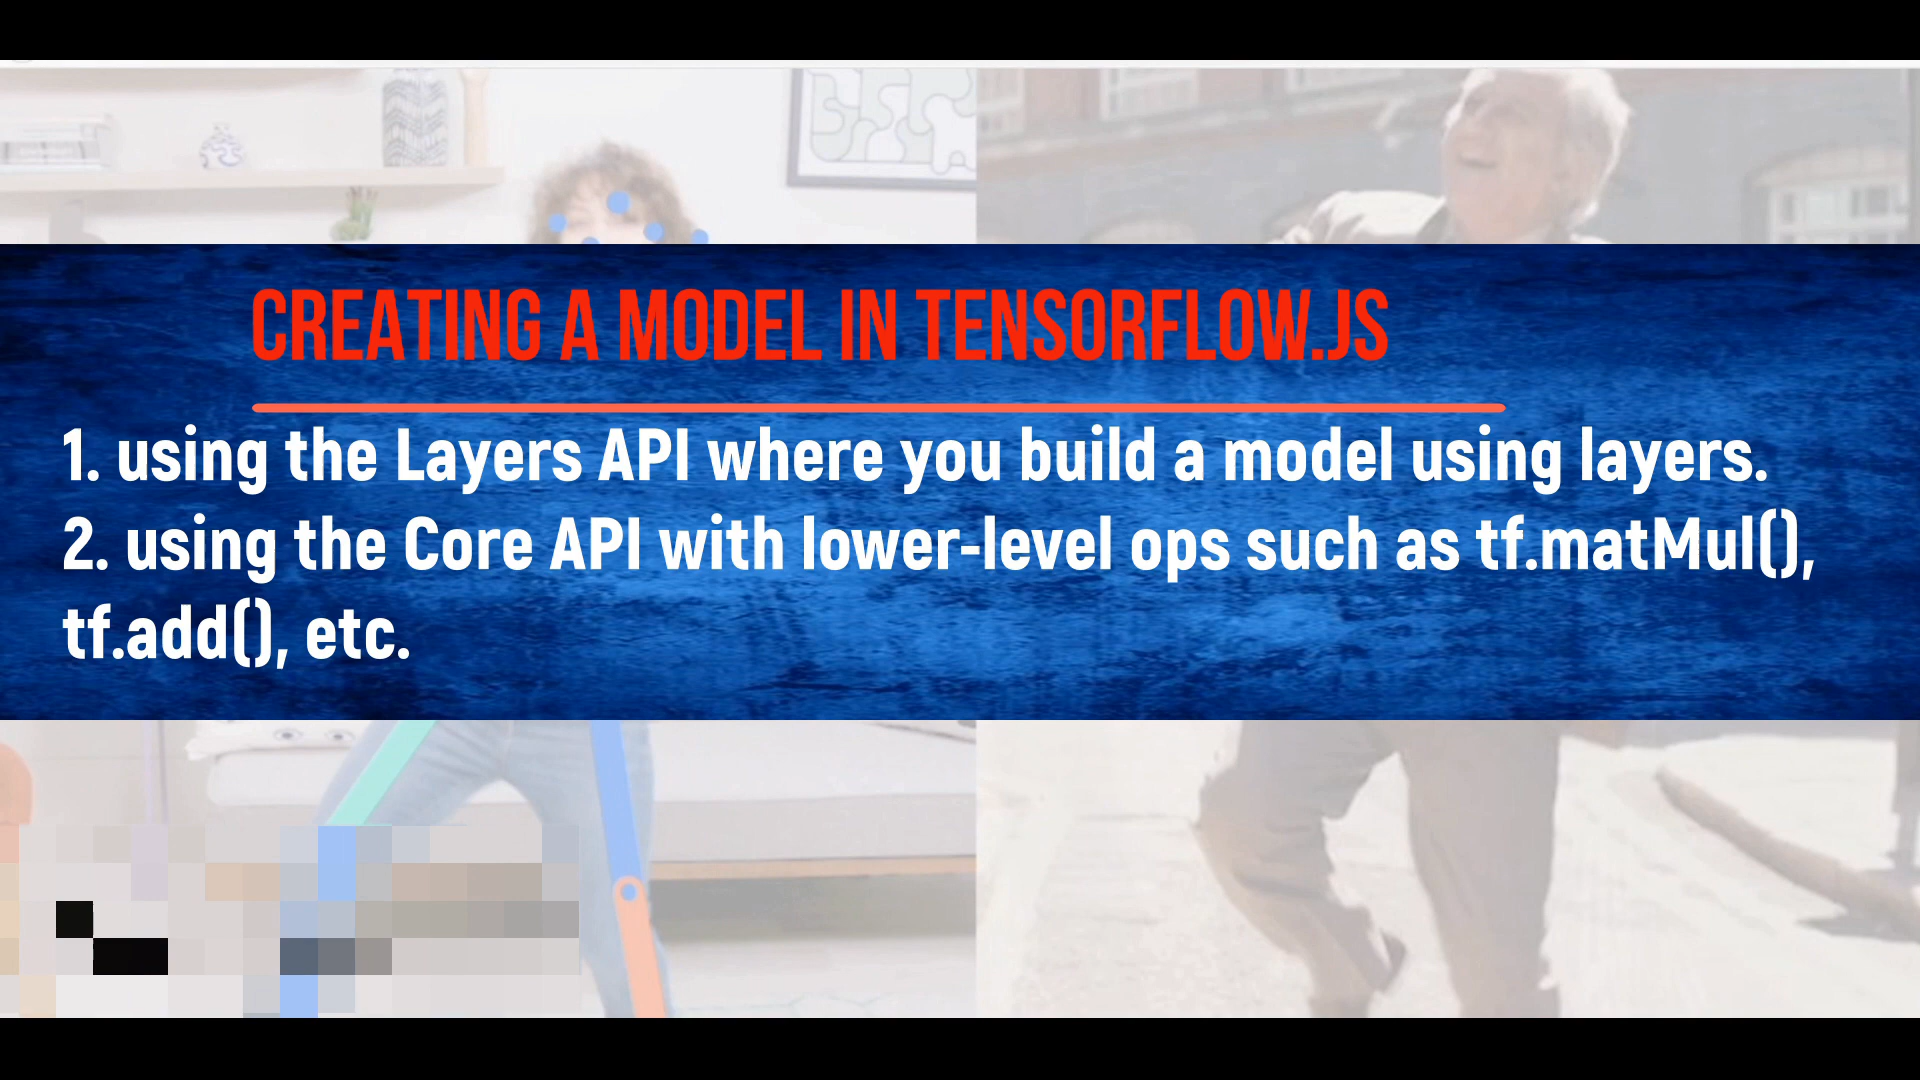 CREATING A MODEL IN TENSORFLOW.JS
1. using the Layers API where you build a model using layers.
2. using the Core API with lower-level ops such as tf.matMul(),
tf.add(), etc.